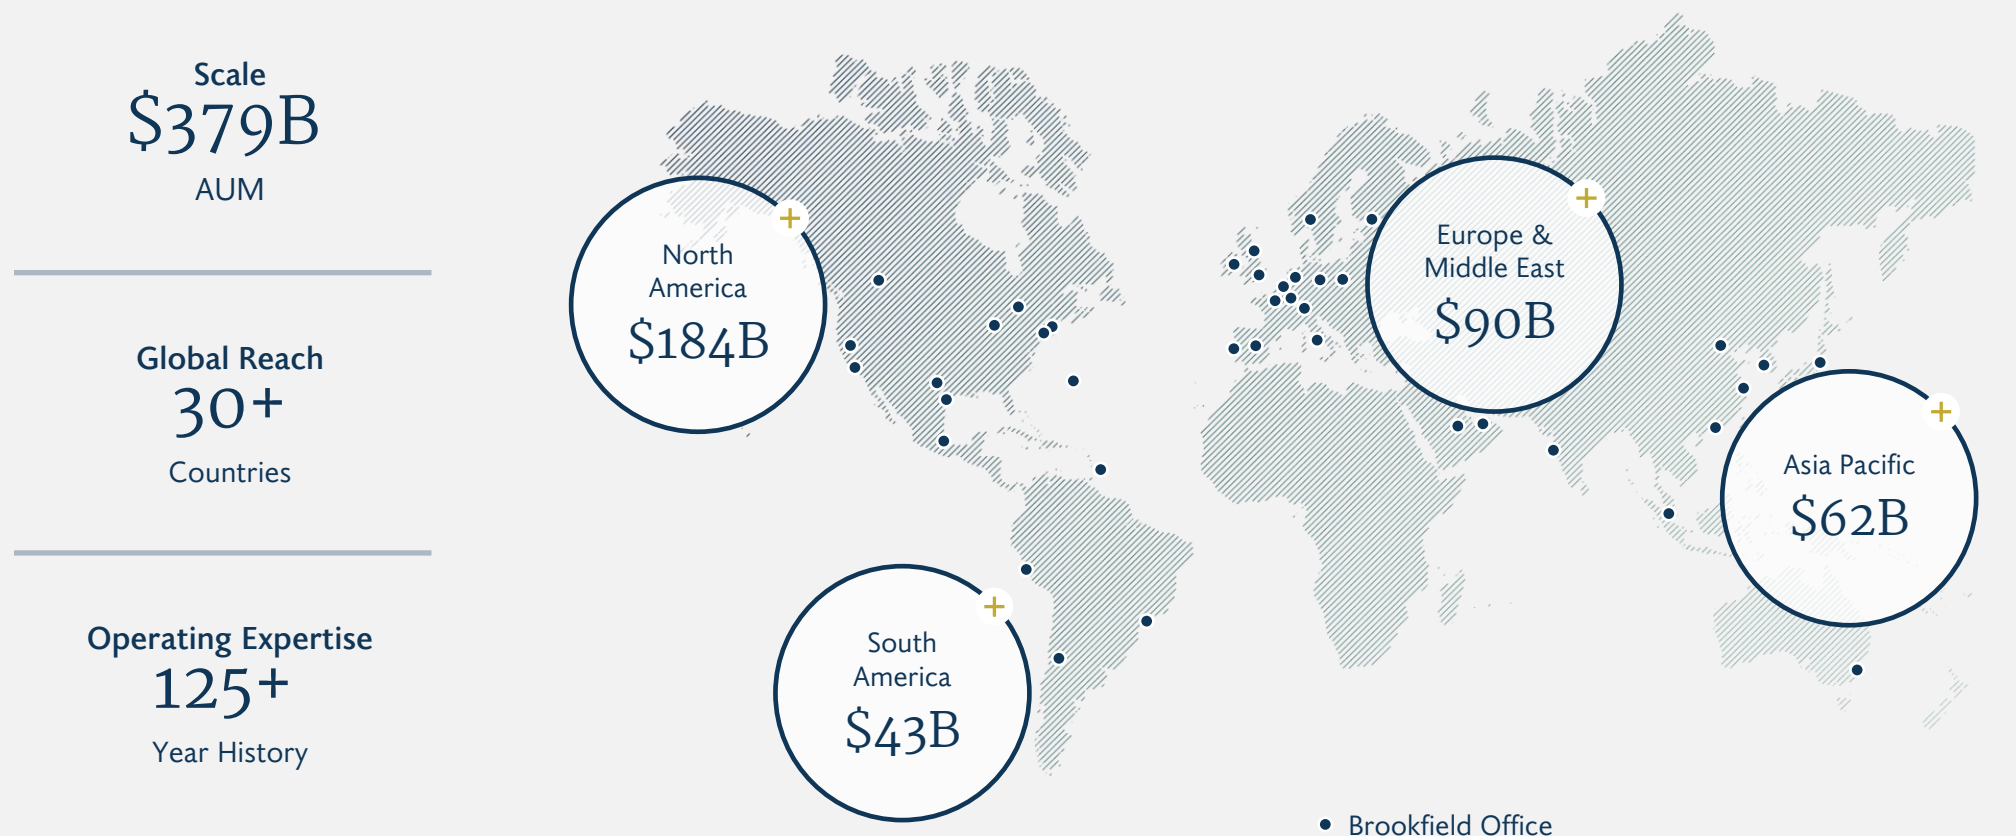 Scale
$379B
AUM
Global Reach
30+
Countries
Operating Expertise
125+
Year History
North
America
$184B
+
South
America
$43B
+
Europe &
Middle East
$90B
+
Asia Pacific
$62B
+
Brookfield Office